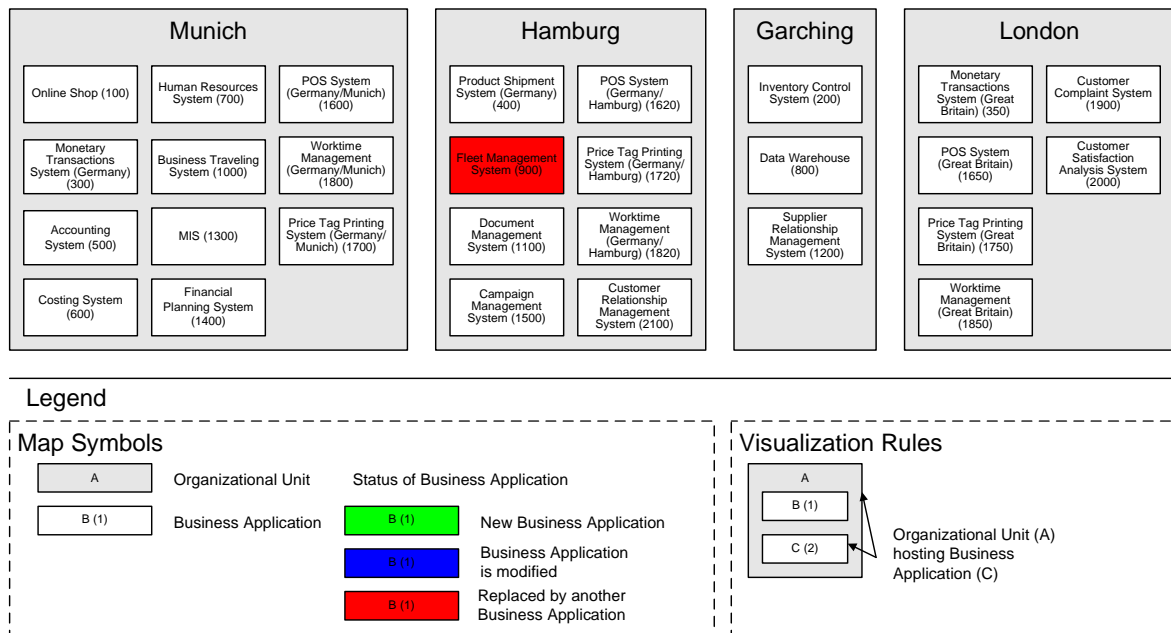 Munich
Online Shop (100)
Human Resources
System (700)
POS System
(Germany/Munich)
(1600)
Monetary
Transactions
System (Germany)
(300)
Business Traveling
System (1000)
Worktime
Management
(Germany/Munich)
(1800)
Accounting
System (500)
MIS (1300)
Price Tag Printing
System (Germany/
Munich) (1700)
Costing System
(600)
Financial
Planning System
(1400)
Hamburg
Product Shipment
System (Germany)
(400)
POS System
(Germany/
Hamburg) (1620)
Fleet Management
System (900)
Price Tag Printing
System (Germany/
Hamburg) (1720)
Document
Management
System (1100)
Worktime
Management
(Germany/
Hamburg) (1820)
Campaign
Management
System (1500)
Customer
Relationship
Management
System (2100)
Garching
Inventory Control
System (200)
Data Warehouse
(800)
Supplier
Relationship
Management
System (1200)
London
Monetary
Transactions
System (Great
Britain) (350)
Customer
Complaint System
(1900)
POS System
(Great Britain)
(1650)
Customer
Satisfaction
Analysis System
(2000)
Price Tag Printing
System (Great
Britain) (1750)
Worktime
Management
(Great Britain)
(1850)
Legend
Map Symbols
A
Organizational Unit
B (1)
Business Application
Status of Business Application
B (1)
New Business Application
B (1)
Business Application
is modified
B (1)
Replaced by another
Business Application
Visualization Rules
A
B (1)
C (2)
Organizational Unit (A)
hosting Business
Application (C)